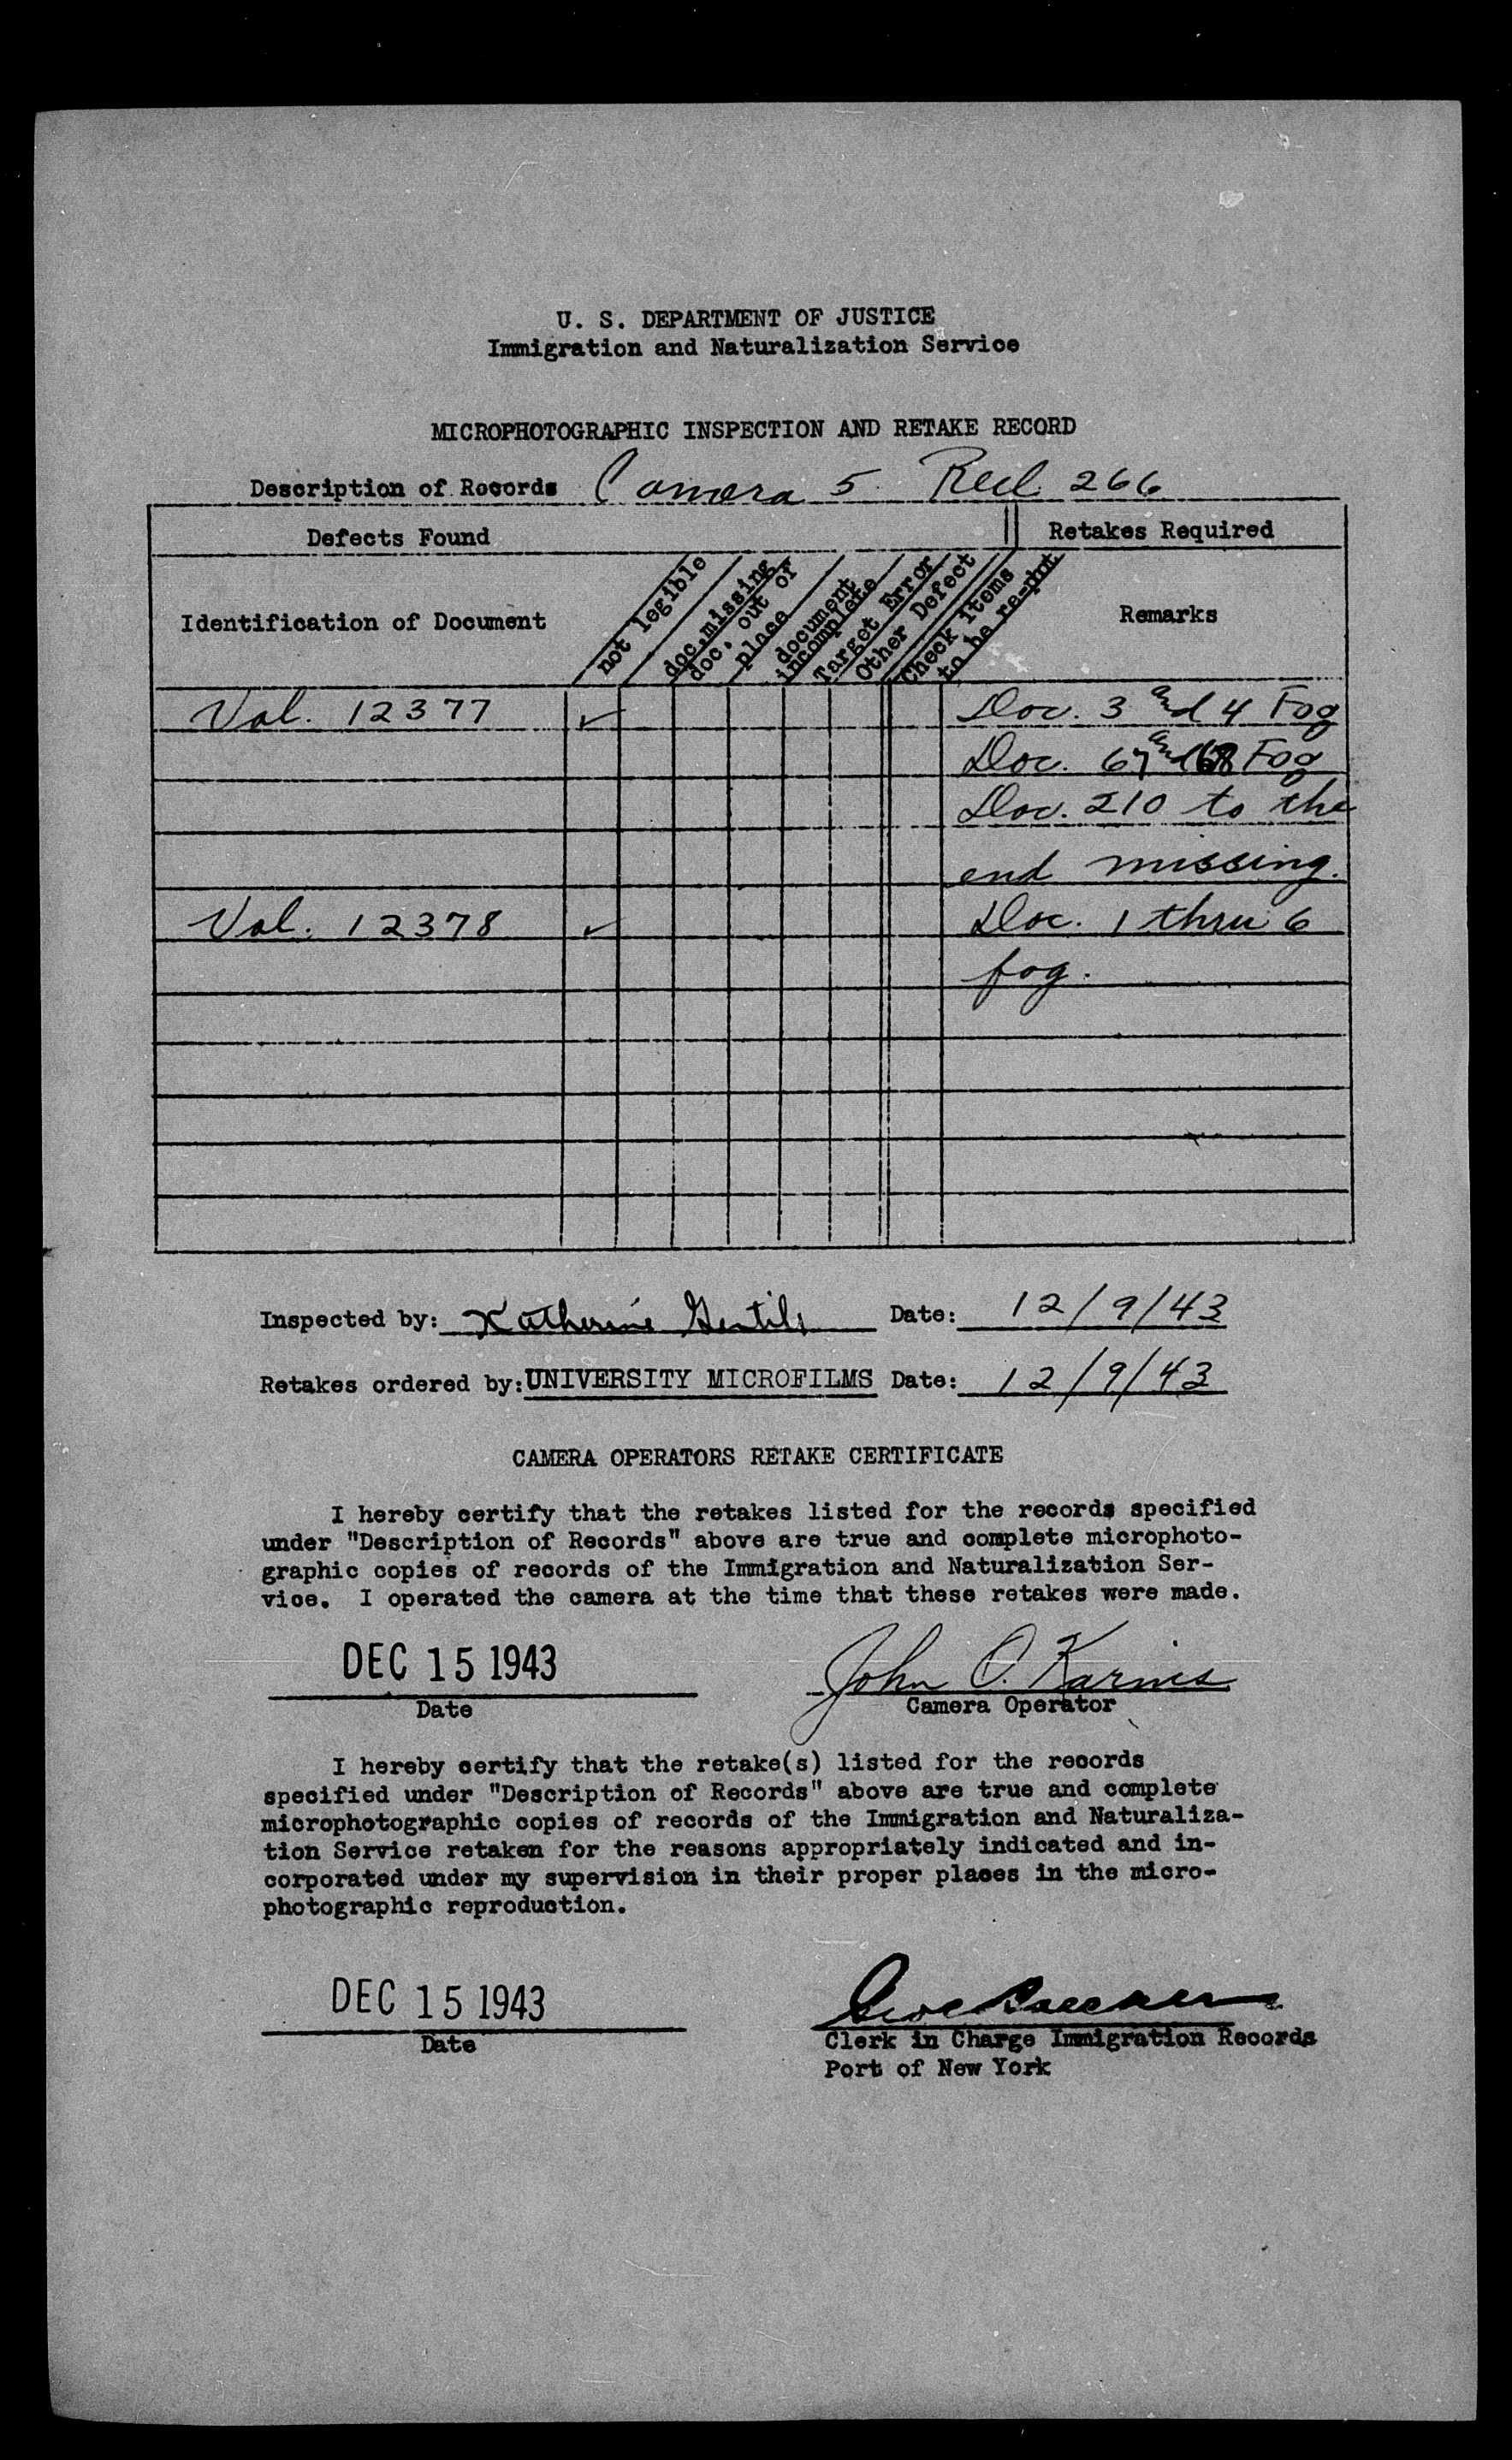 U. S. DEPARTMENT OF JUSTICE
Immigration and Naturalization Service
MICROPHOTOGRAPHIC INSPECTION AND RETAKE RECORD
Description of Records Camera 5 Reel 266
Defects Found
Retakes Required
Identification of Document
not legible
doc. missing
doc. out of
place
document
incomplete
Target Error
Other Defect
Check items
to be re-phot
Remarks
Vol. 12377 ✓ Doc. 3 and 4 Fog
Doc. 67 and 68 Fog
Doc. 210 to the
end missing.
Vol. 12378 ✓ Doc. 1 thru 6
fog.
Inspected by: Katherine Date: 12/9/43
Retakes ordered by: UNIVERSITY MICROFILMS Date: 12/9/43
CAMERA OPERATORS RETAKE CERTIFICATE
I hereby certify that the retakes listed for the records specified
under "Description of Records" above are true and complete microphoto-
graphic copies of records of the Immigration and Naturalization Ser-
vice. I operated the camera at the time that these retakes were made.
DEC 15 1943 John O.
Date Camera Operator
I hereby certify that the retake(s) listed for the records
specified under "Description of Records" above are true and complete
microphotographic copies of records of the Immigration and Naturaliza-
tion Service retaken for the reasons appropriately indicated and in-
corporated under my supervision in their proper places in the micro-
photographic reproduction.
DEC 15 1943
Date
Clerk in Charge Immigration Records
Port of New York